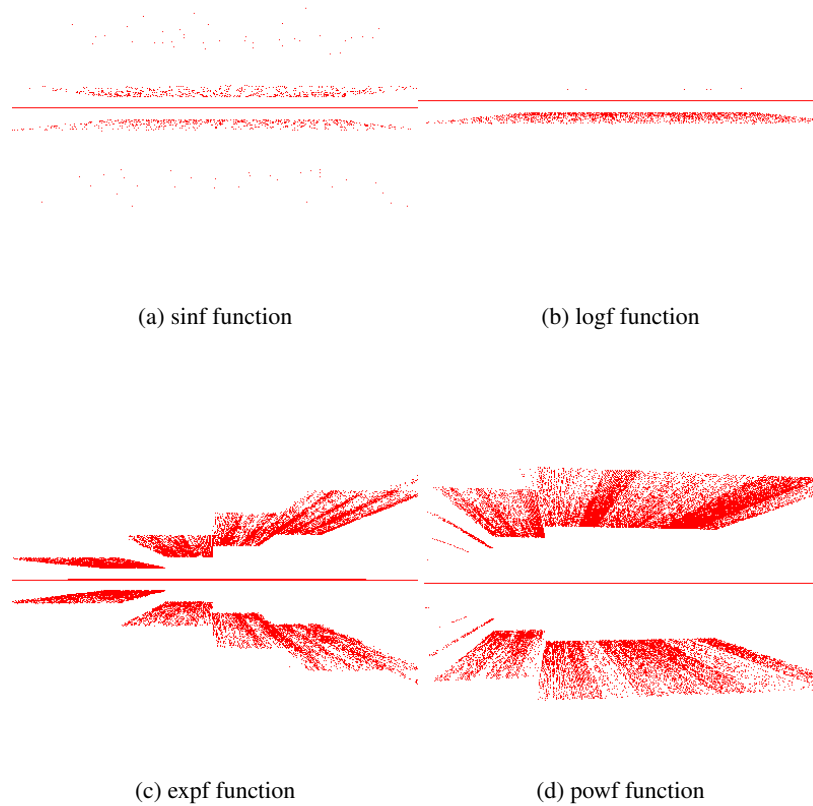 (a) sinf function
(b) logf function
(c) expf function
(d) powf function